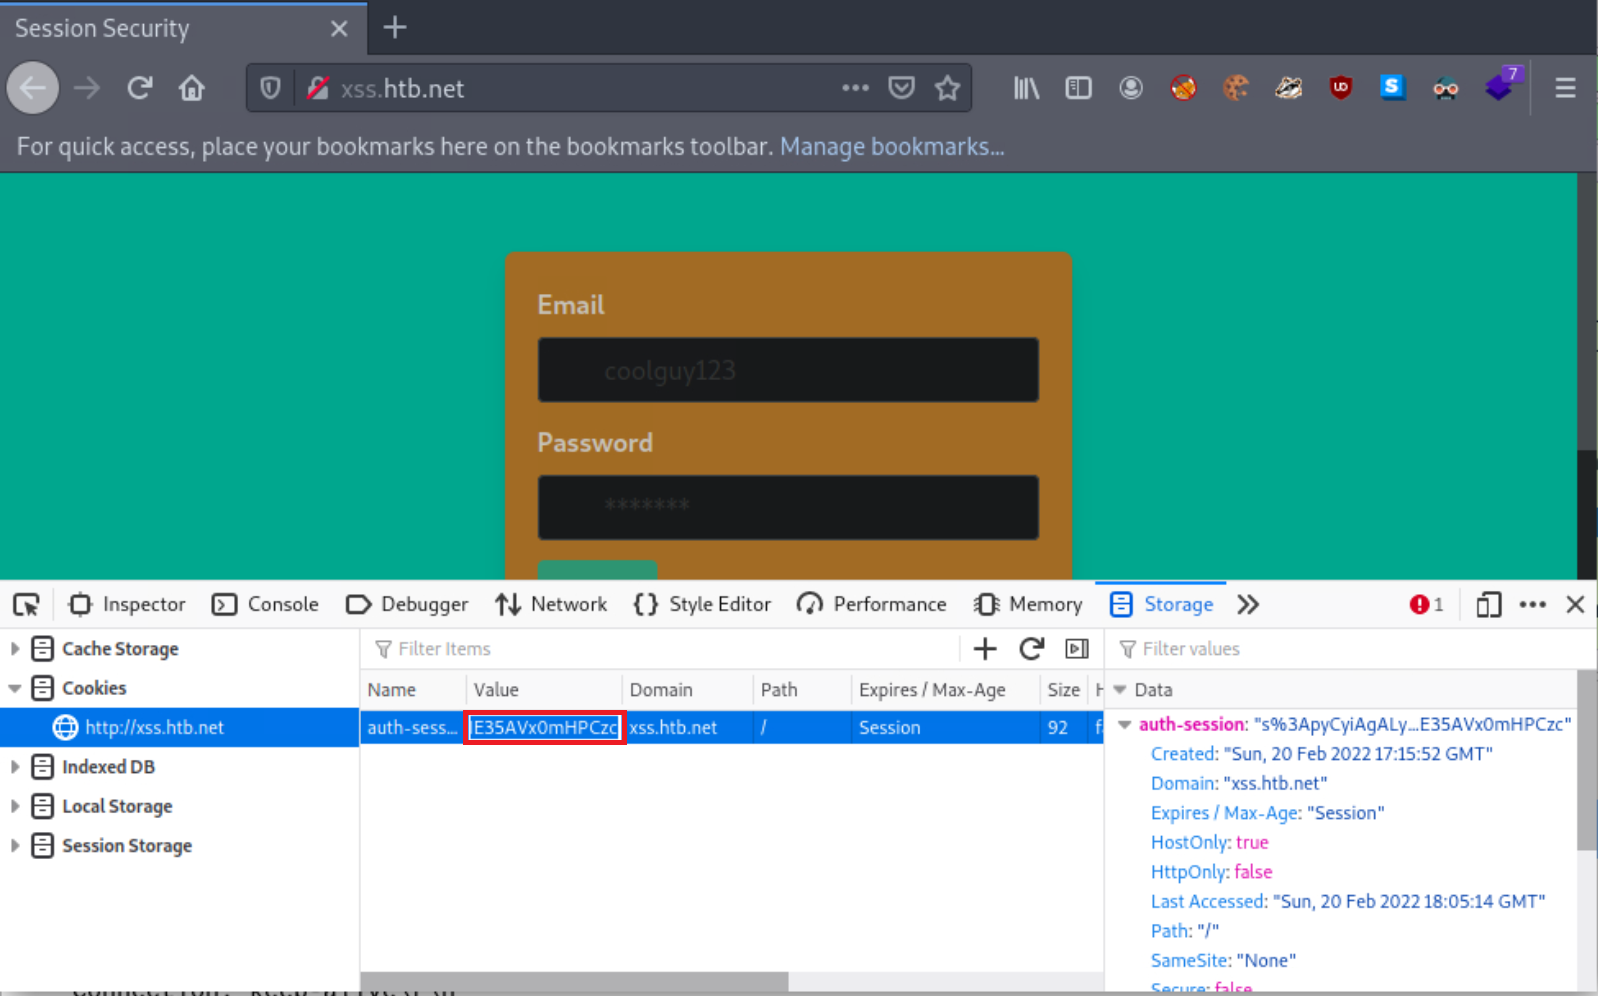 Session Security
xss.htb.net
7
For quick access, place your bookmarks here on the bookmarks toolbar. Manage bookmarks...
Email
coolguy123
Password
*******
Inspector Console Debugger Network Style Editor Performance Memory Storage 1
Cache Storage
Cookies
http://xss.htb.net
Indexed DB
Local Storage
Session Storage
Filter Items
Name Value Domain Path Expires / Max-Age Size H
auth-sess... E35AVx0mHPCzc xss.htb.net / Session 92 f
Filter values
Data
auth-session: "s%3ApyCyiAgALy...E35AVx0mHPCzc"
Created: "Sun, 20 Feb 2022 17:15:52 GMT"
Domain: "xss.htb.net"
Expires / Max-Age: "Session"
HostOnly: true
HttpOnly: false
Last Accessed: "Sun, 20 Feb 2022 18:05:14 GMT"
Path: "/"
SameSite: "None"
Secure: false